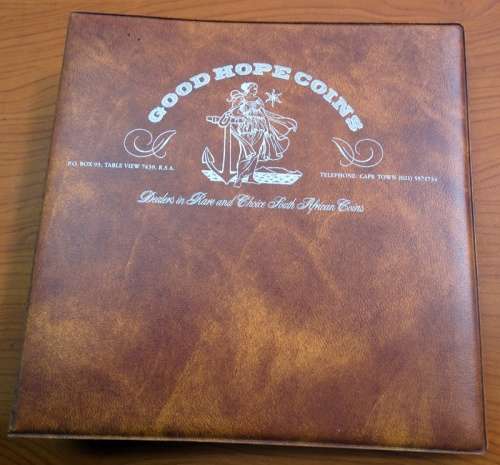 GOOD HOPE COINS
P.O. BOX 95, TABLE VIEW 7439, R.S.A.
TELEPHONE: CAPE TOWN (021)
Dealers in Rare and Choice South African Coins